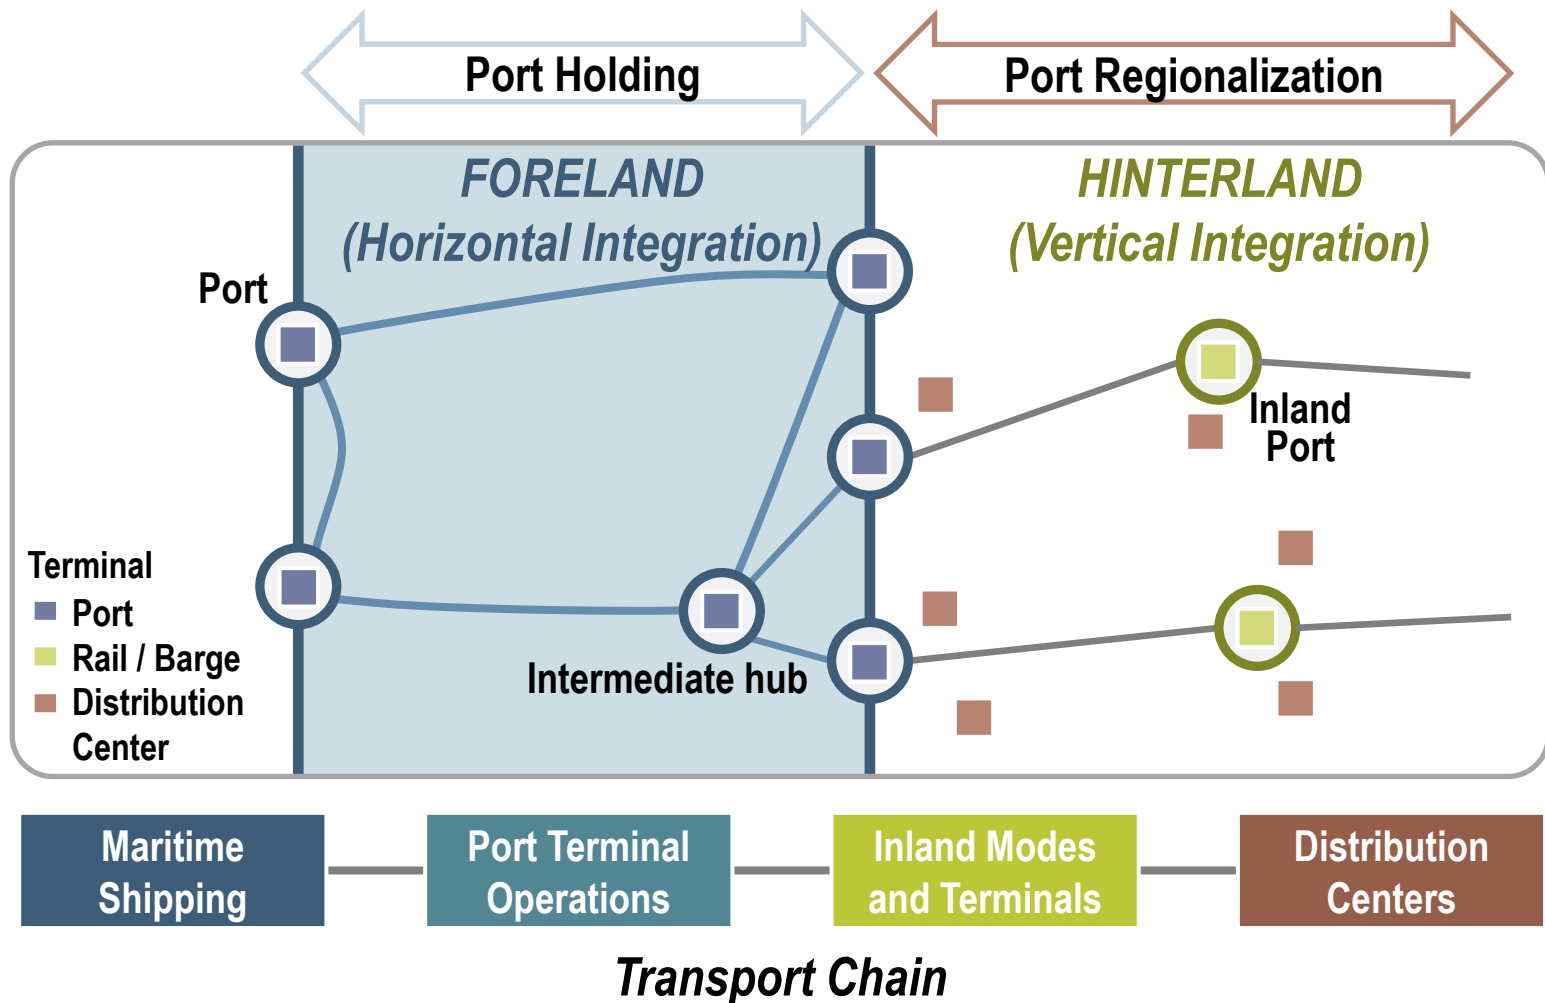 Port Holding
Port Regionalization
FORELAND
(Horizontal Integration)
HINTERLAND
(Vertical Integration)
Port
Inland
Port
Intermediate hub
Terminal
Port
Rail / Barge
Distribution
Center
Maritime
Shipping
Port Terminal
Operations
Inland Modes
and Terminals
Distribution
Centers
Transport Chain